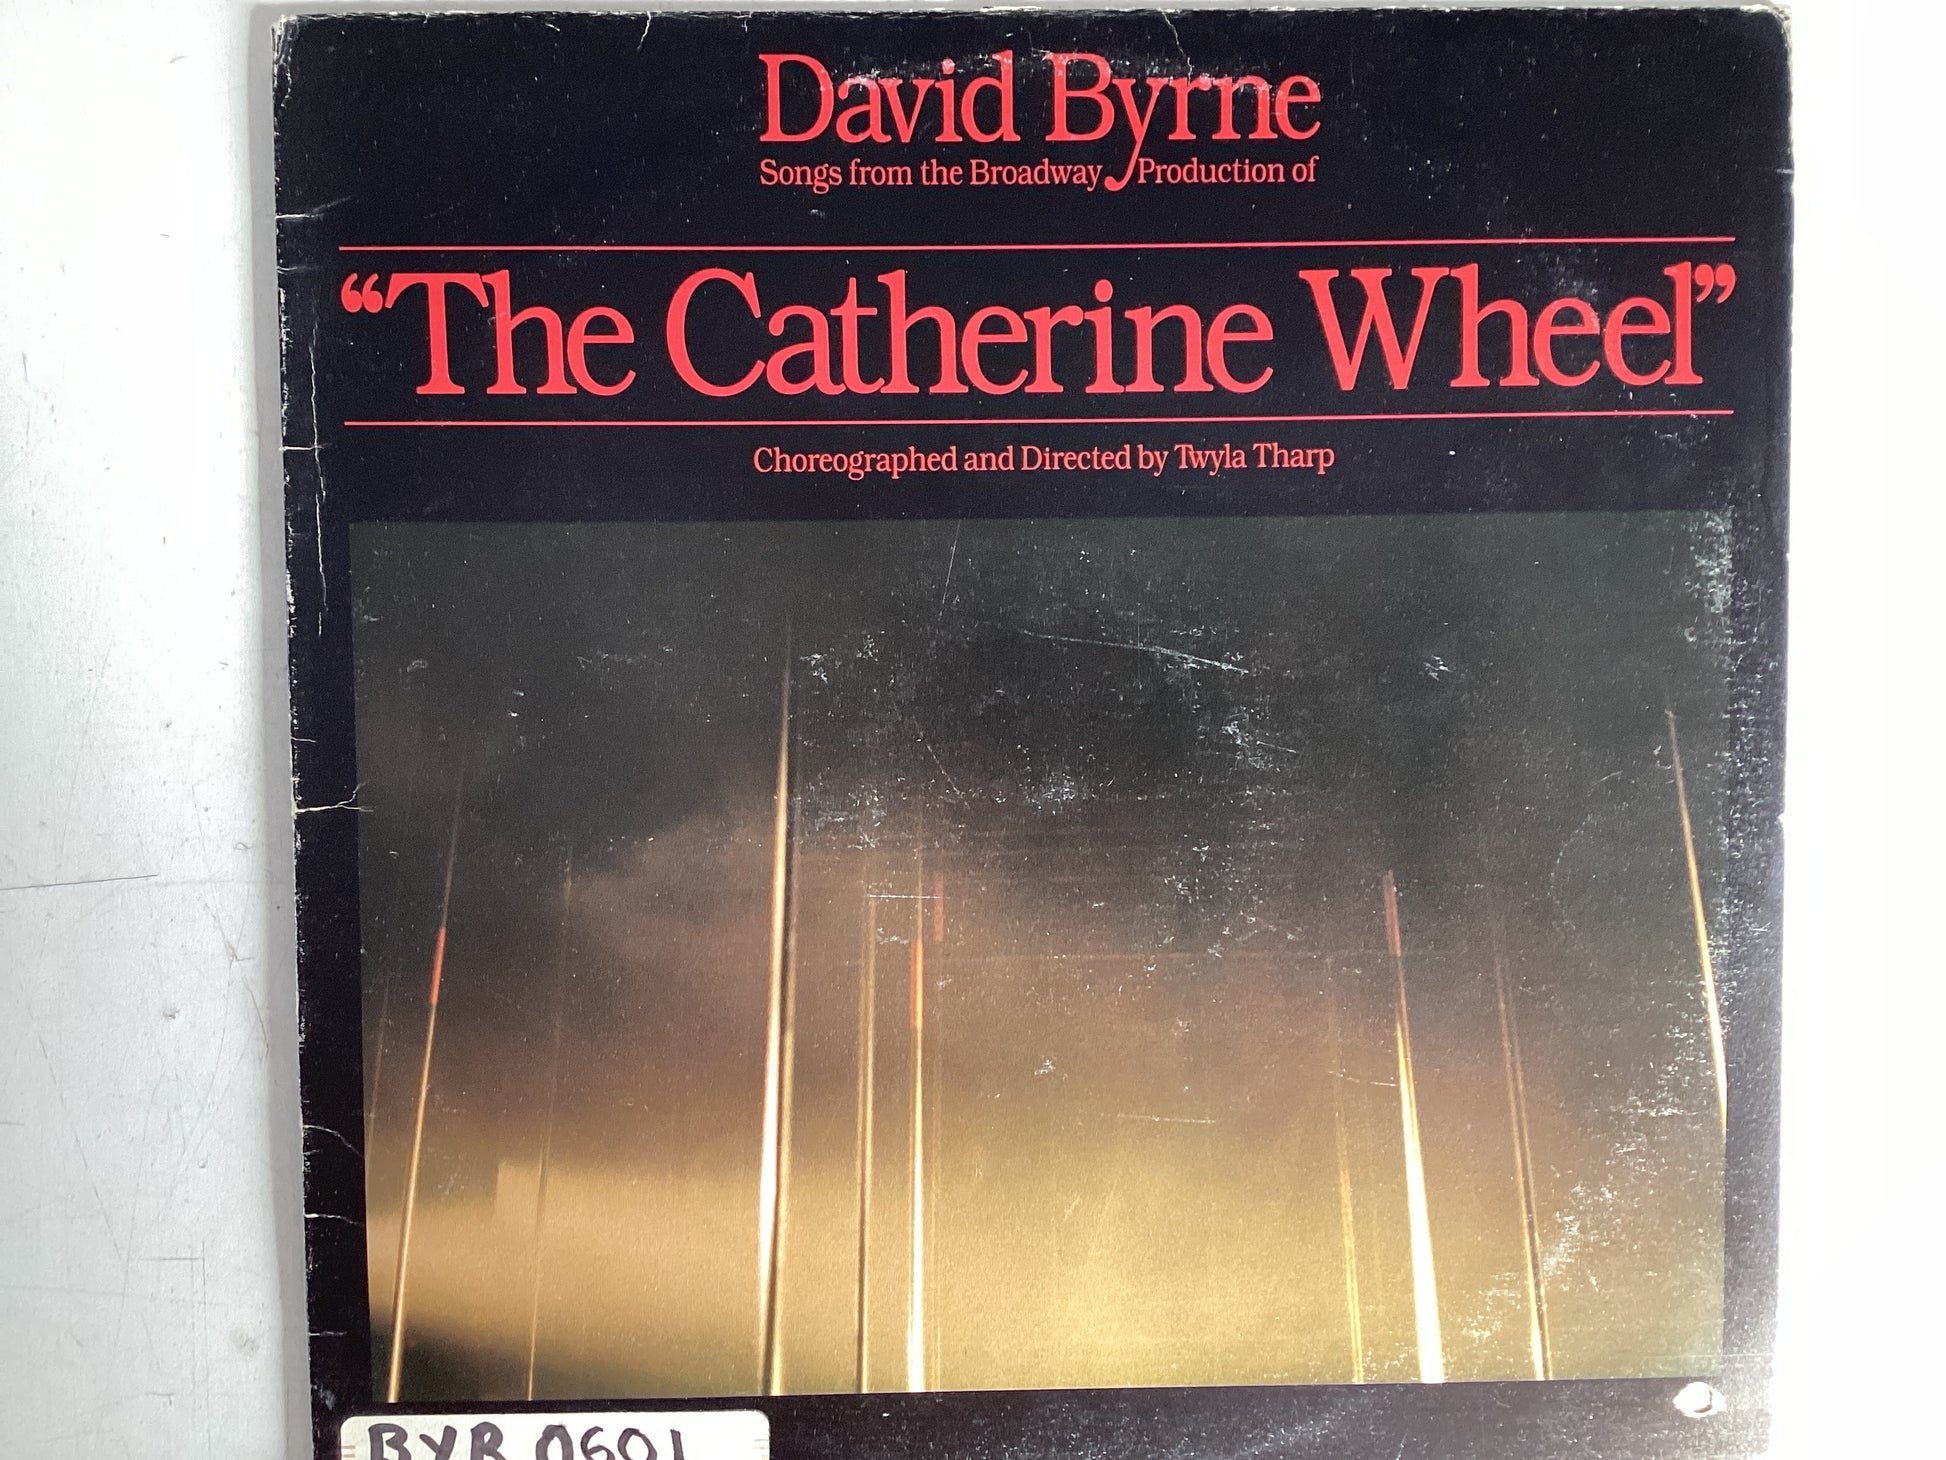 David Byrne
Songs from the Broadway Production of
“The Catherine Wheel”
Choreographed and Directed by Twyla Tharp
BYR 0601